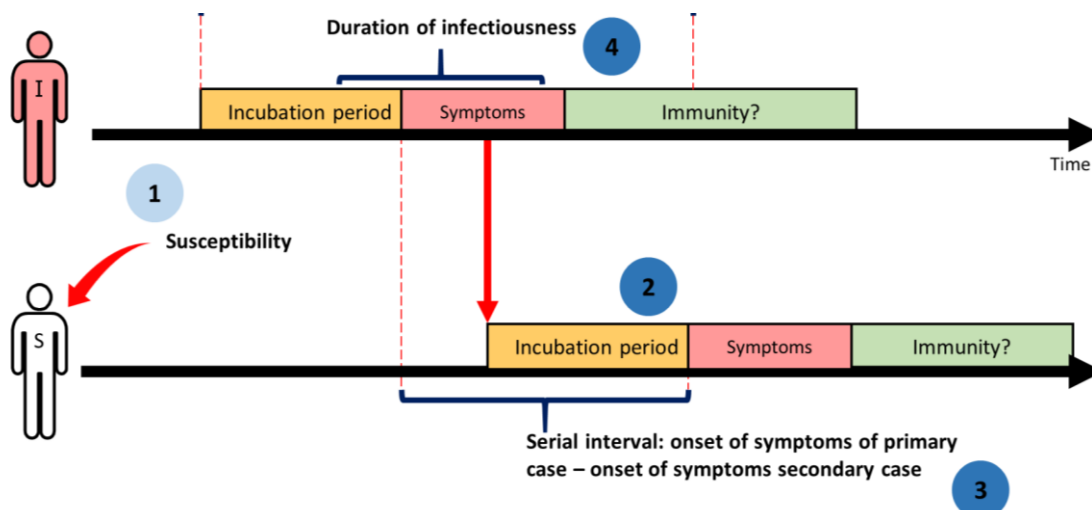 Duration of infectiousness
4
I
Incubation period
Symptoms
Immunity?
Time
1
Susceptibility
2
S
Incubation period
Symptoms
Immunity?
Serial interval: onset of symptoms of primary
case – onset of symptoms secondary case
3